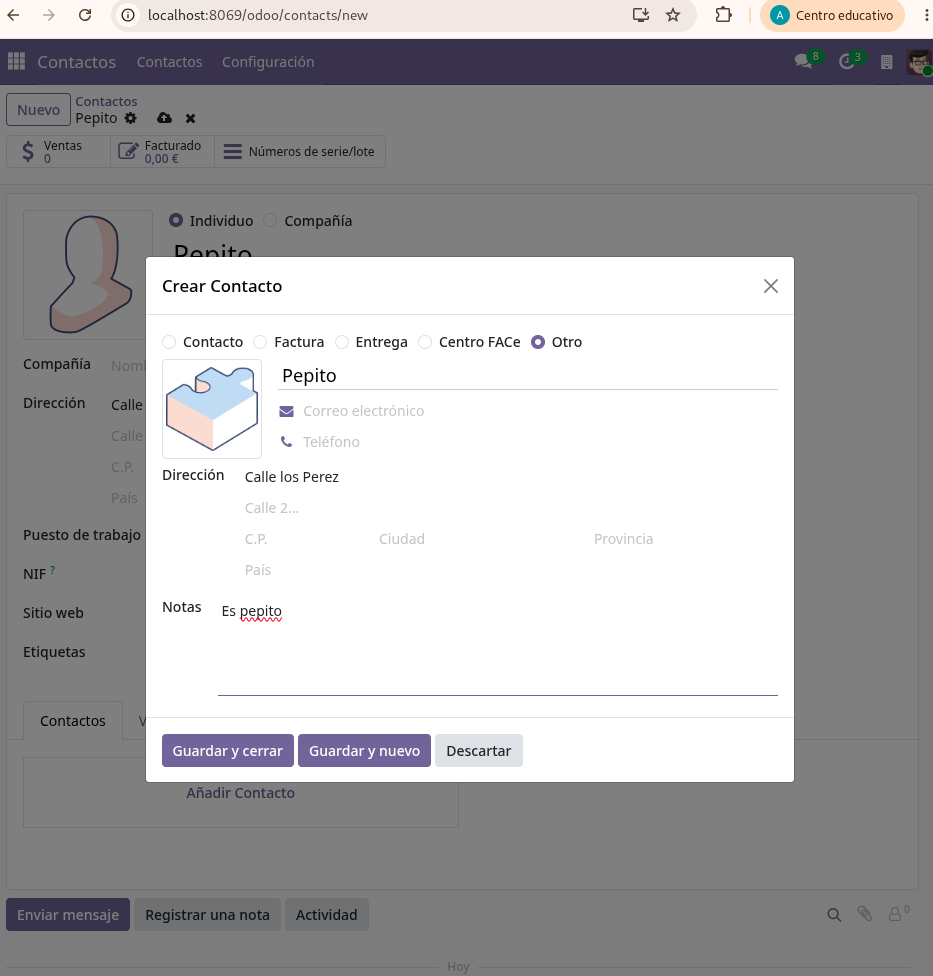 localhost:8069/odoo/contacts/new
A Centro educativo
Contactos Contactos Configuración 8 3
Nuevo Contactos
Pepito
Ventas
0
Facturado
0,00 €
Números de serie/lote
Individuo Compañía
Pepito
Crear Contacto
Contacto Factura Entrega Centro FACe Otro
Pepito
Correo electrónico
Teléfono
Dirección Calle los Perez
Calle 2...
C.P. Ciudad Provincia
País
Notas Es pepito
Guardar y cerrar Guardar y nuevo Descartar
Compañía
Dirección Calle
Calle
C.P.
País
Puesto de trabajo
NIF ?
Sitio web
Etiquetas
Contactos
Añadir Contacto
Enviar mensaje Registrar una nota Actividad 0
Hoy